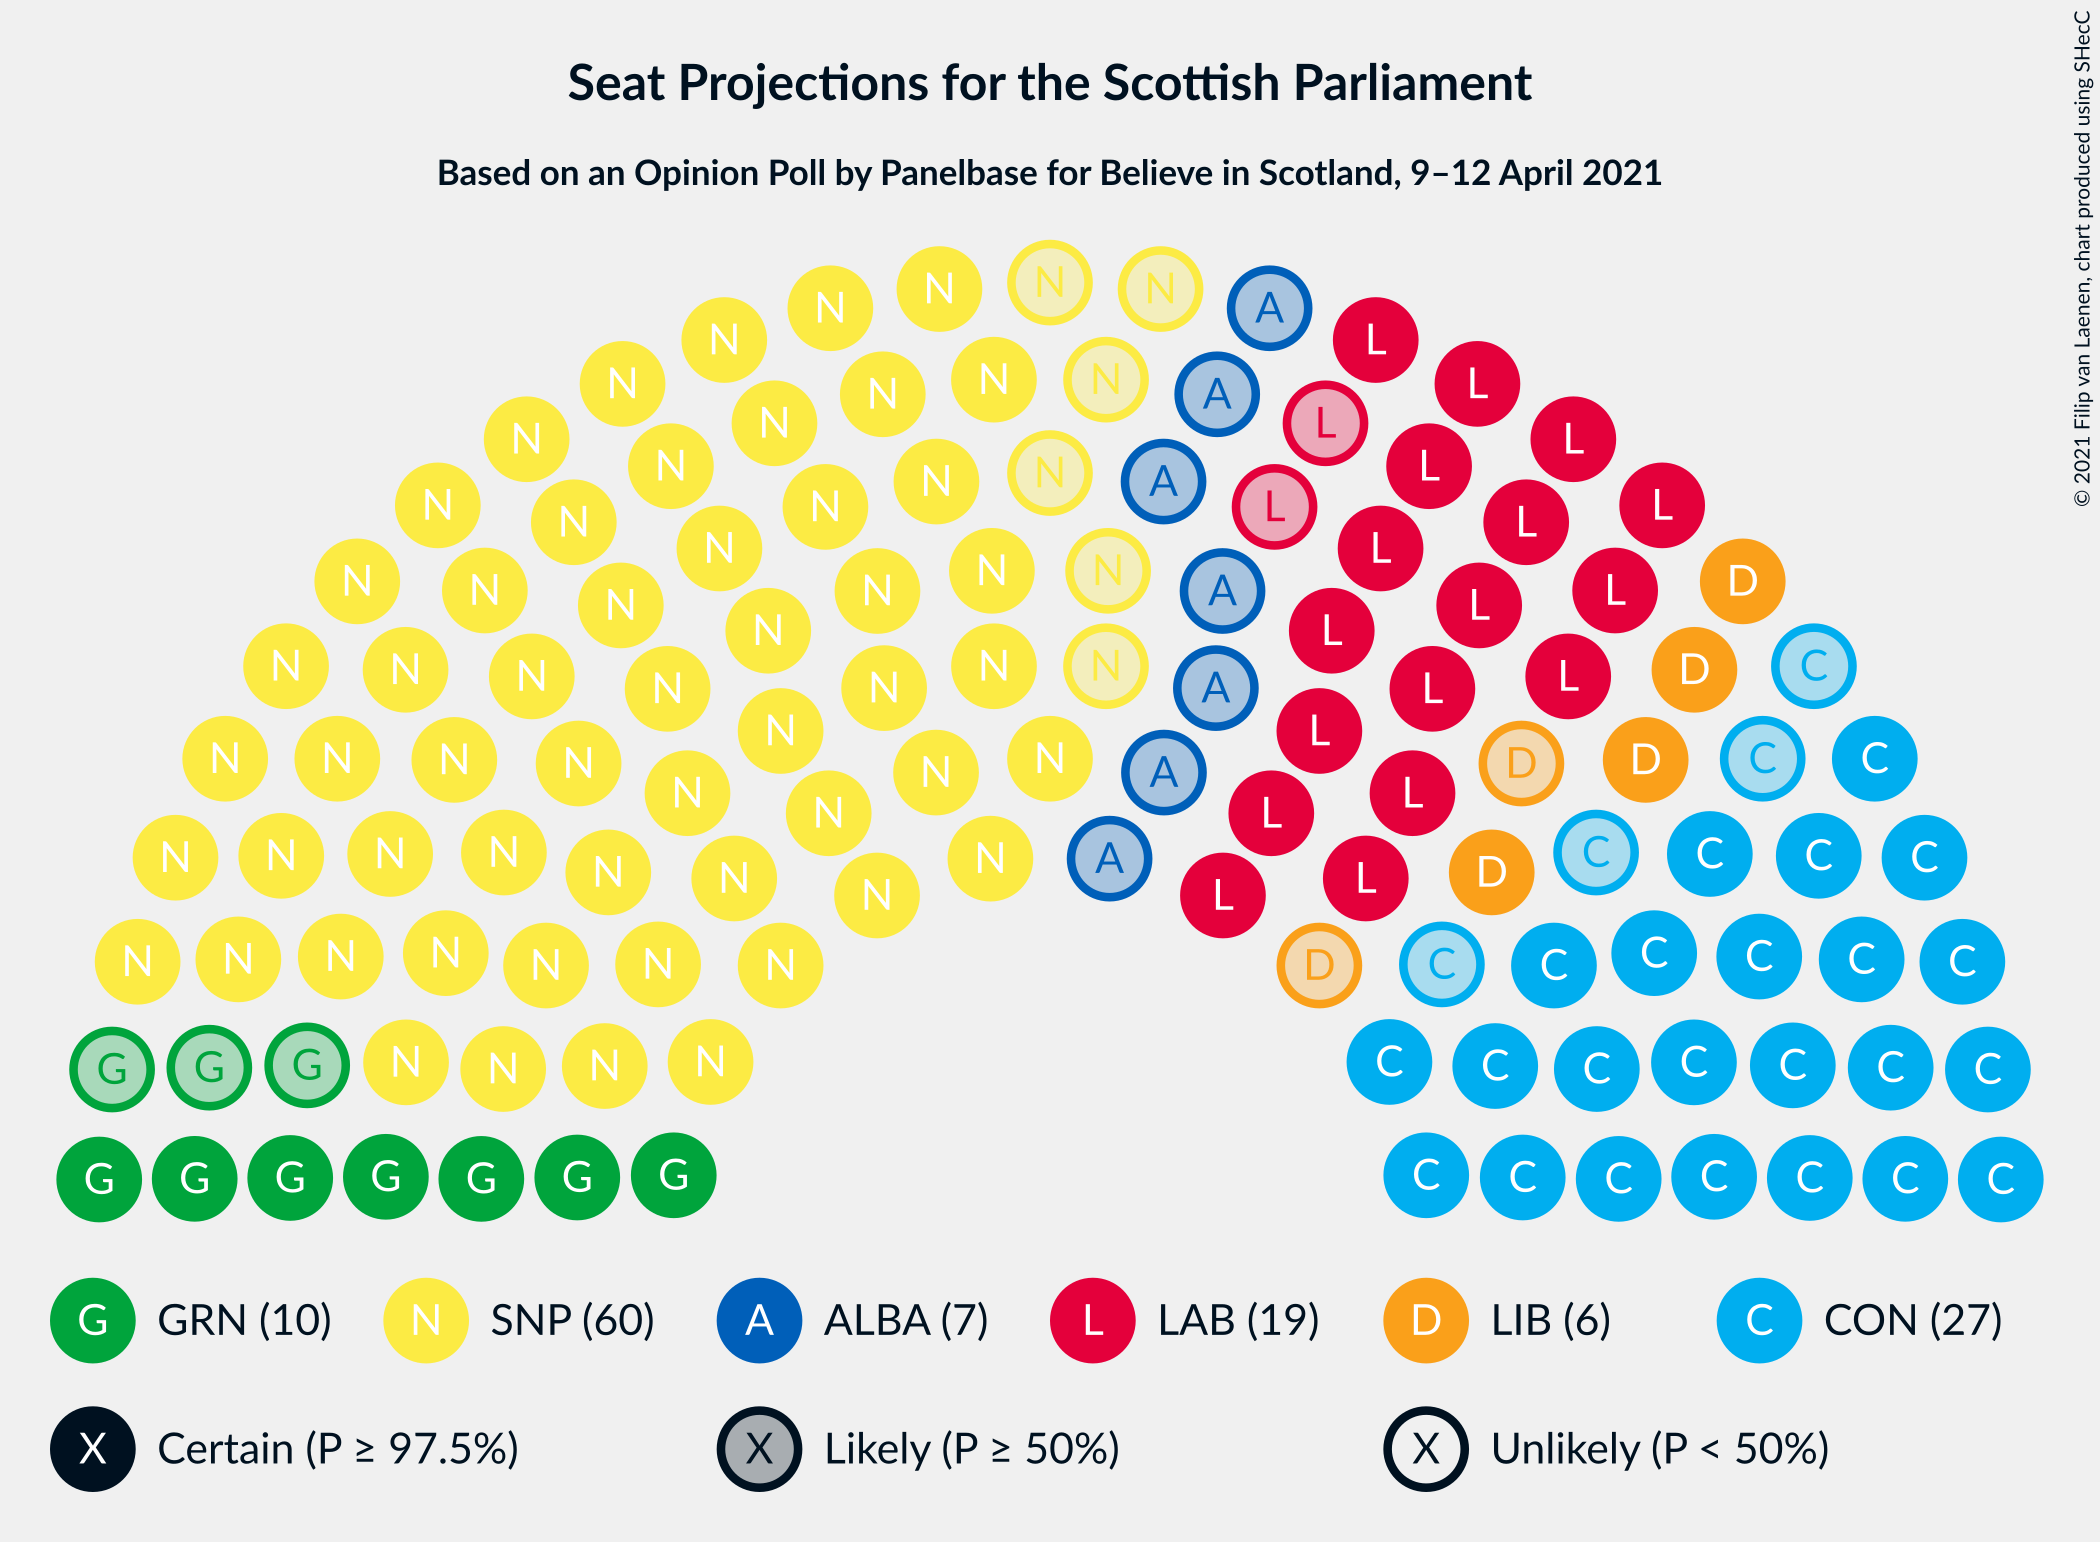 Seat Projections for the Scottish Parliament
Based on an Opinion Poll by Panelbase for Believe in Scotland, 9–12 April 2021
© 2021 Filip van Laenen, chart produced using SHecC
N N
N N A
N L
N N L
N N N A L
N N L L
N N N A L L
N N L L
N N N A L L
N N L D
N N N A L L
N N L D
N N N A L L C
N N L D
N N N N L D D C C
N N N A L L
N N N N N L D C C C C
N N N A L L
N N N N N N N D C C C C C C
G G G N N N N C C C C C C C
G G G G G G G C C C C C C C
G GRN (10) N SNP (60) A ALBA (7) L LAB (19) D LIB (6) C CON (27)
X Certain (P ≥ 97.5%) X Likely (P ≥ 50%) X Unlikely (P < 50%)